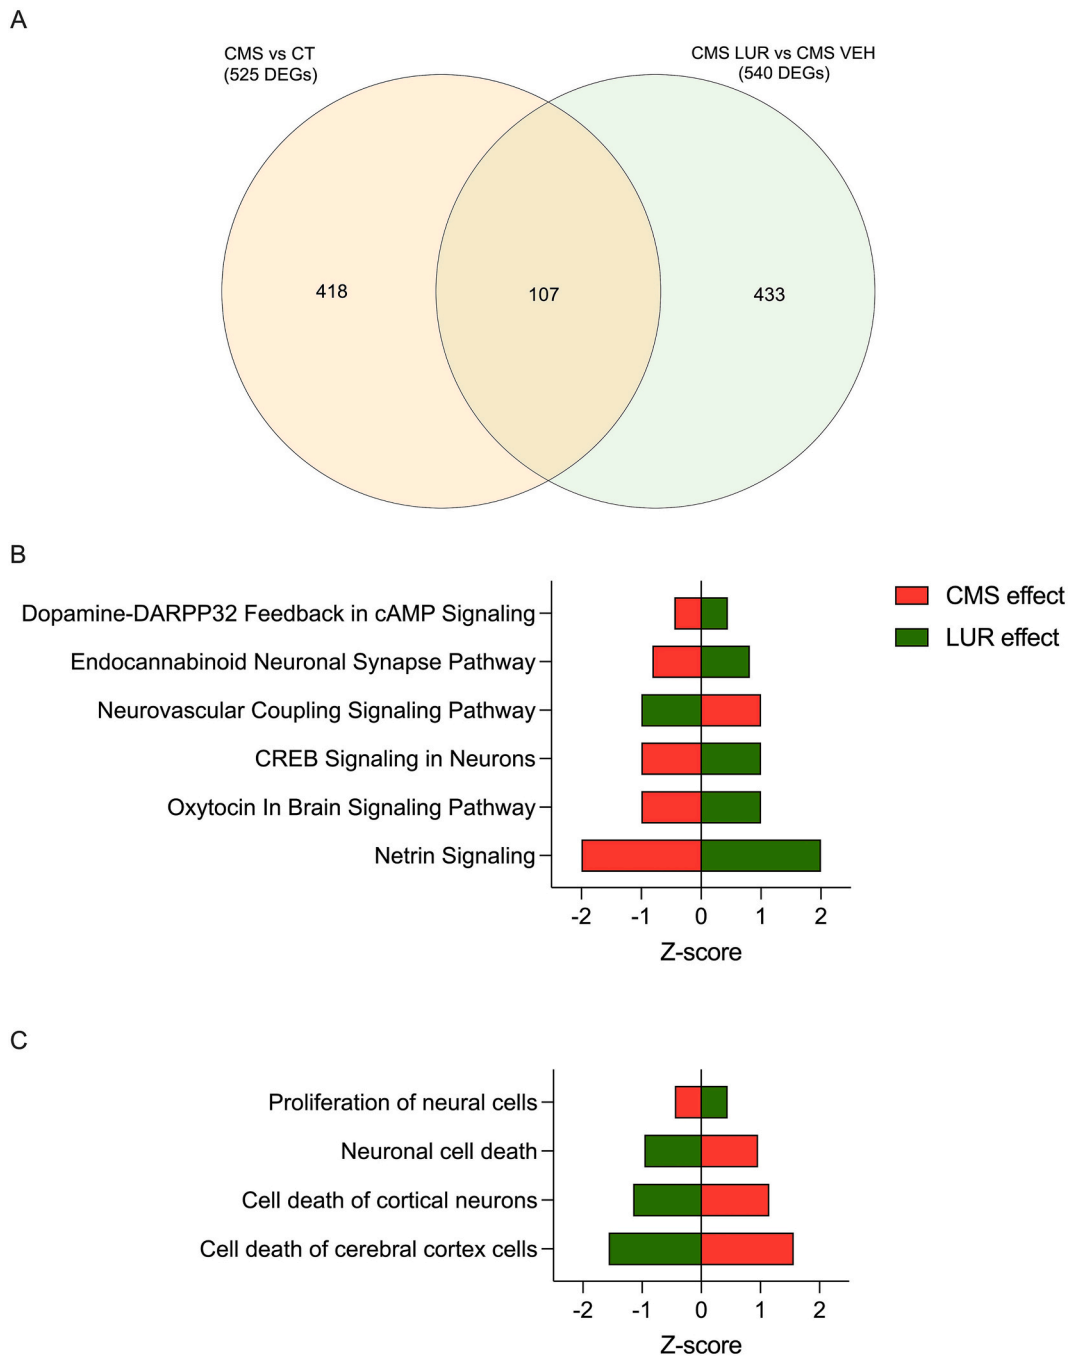 A
CMS vs CT
(525 DEGs)
CMS LUR vs CMS VEH
(540 DEGs)
418
107
433
B
Dopamine-DARPP32 Feedback in cAMP Signaling
Endocannabinoid Neuronal Synapse Pathway
Neurovascular Coupling Signaling Pathway
CREB Signaling in Neurons
Oxytocin In Brain Signaling Pathway
Netrin Signaling
-2 -1 0 1 2
Z-score
CMS effect
LUR effect
C
Proliferation of neural cells
Neuronal cell death
Cell death of cortical neurons
Cell death of cerebral cortex cells
-2 -1 0 1 2
Z-score